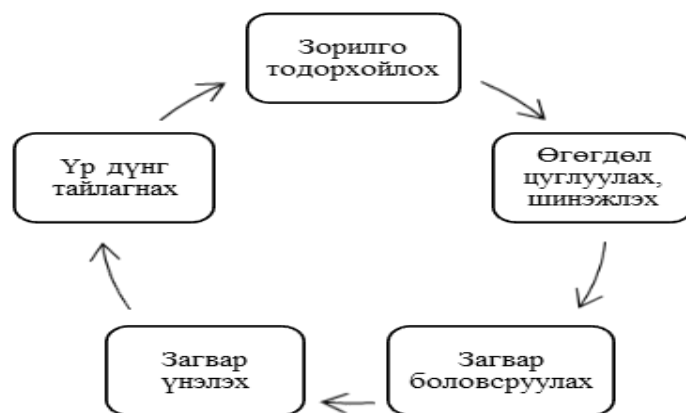 Зорилго
тодорхойлох
Өгөгдөл
цуглуулах,
шинэжлэх
Загвар
боловсруулах
Загвар
үнэлэх
Үр дүнг
тайлагнах